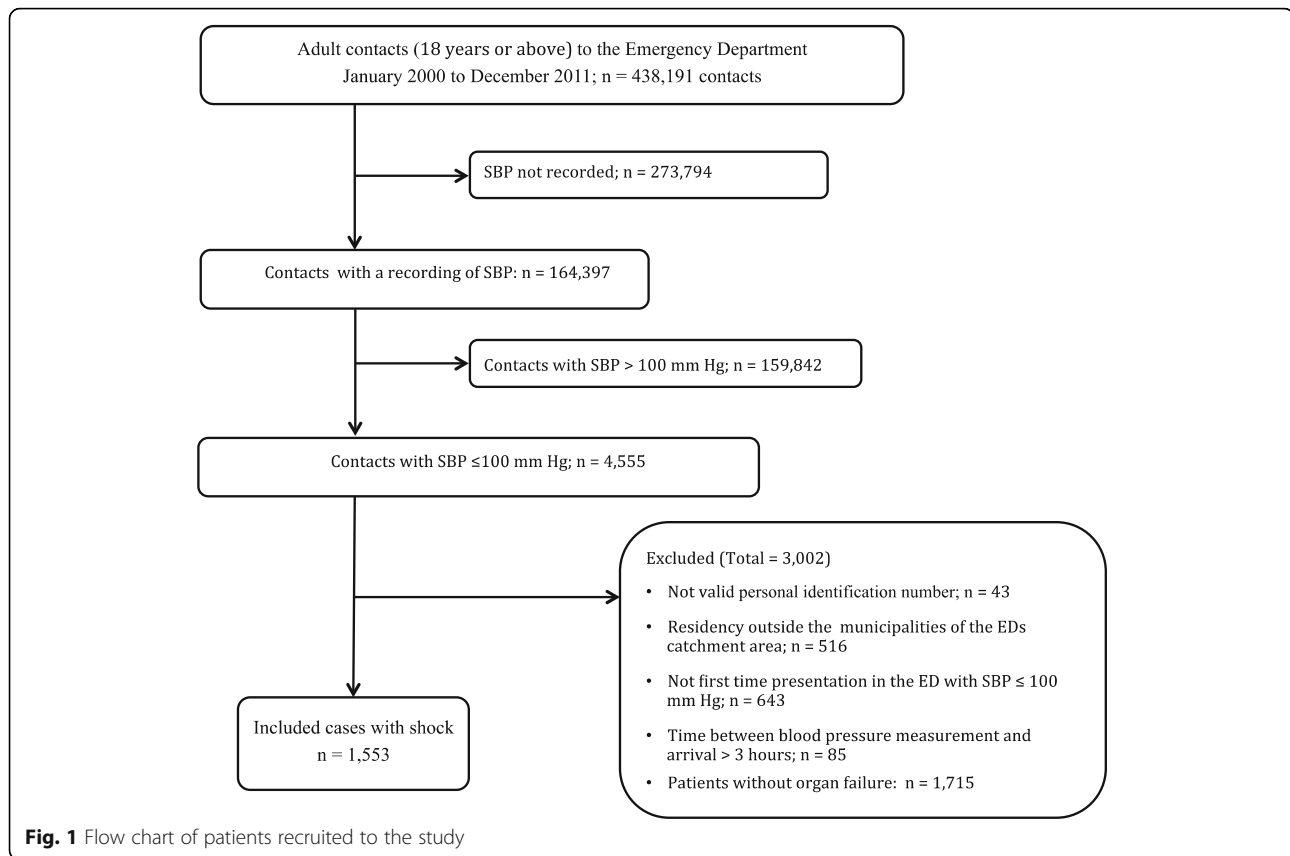 Adult contacts (18 years or above) to the Emergency Department
January 2000 to December 2011; n = 438,191 contacts
SBP not recorded; n = 273,794
Contacts with a recording of SBP: n = 164,397
Contacts with SBP > 100 mm Hg; n = 159,842
Contacts with SBP ≤100 mm Hg; n = 4,555
Excluded (Total = 3,002)
• Not valid personal identification number; n = 43
• Residency outside the municipalities of the EDs
catchment area; n = 516
• Not first time presentation in the ED with SBP ≤ 100
mm Hg; n = 643
• Time between blood pressure measurement and
arrival > 3 hours; n = 85
• Patients without organ failure: n = 1,715
Included cases with shock
n = 1,553
Fig. 1 Flow chart of patients recruited to the study